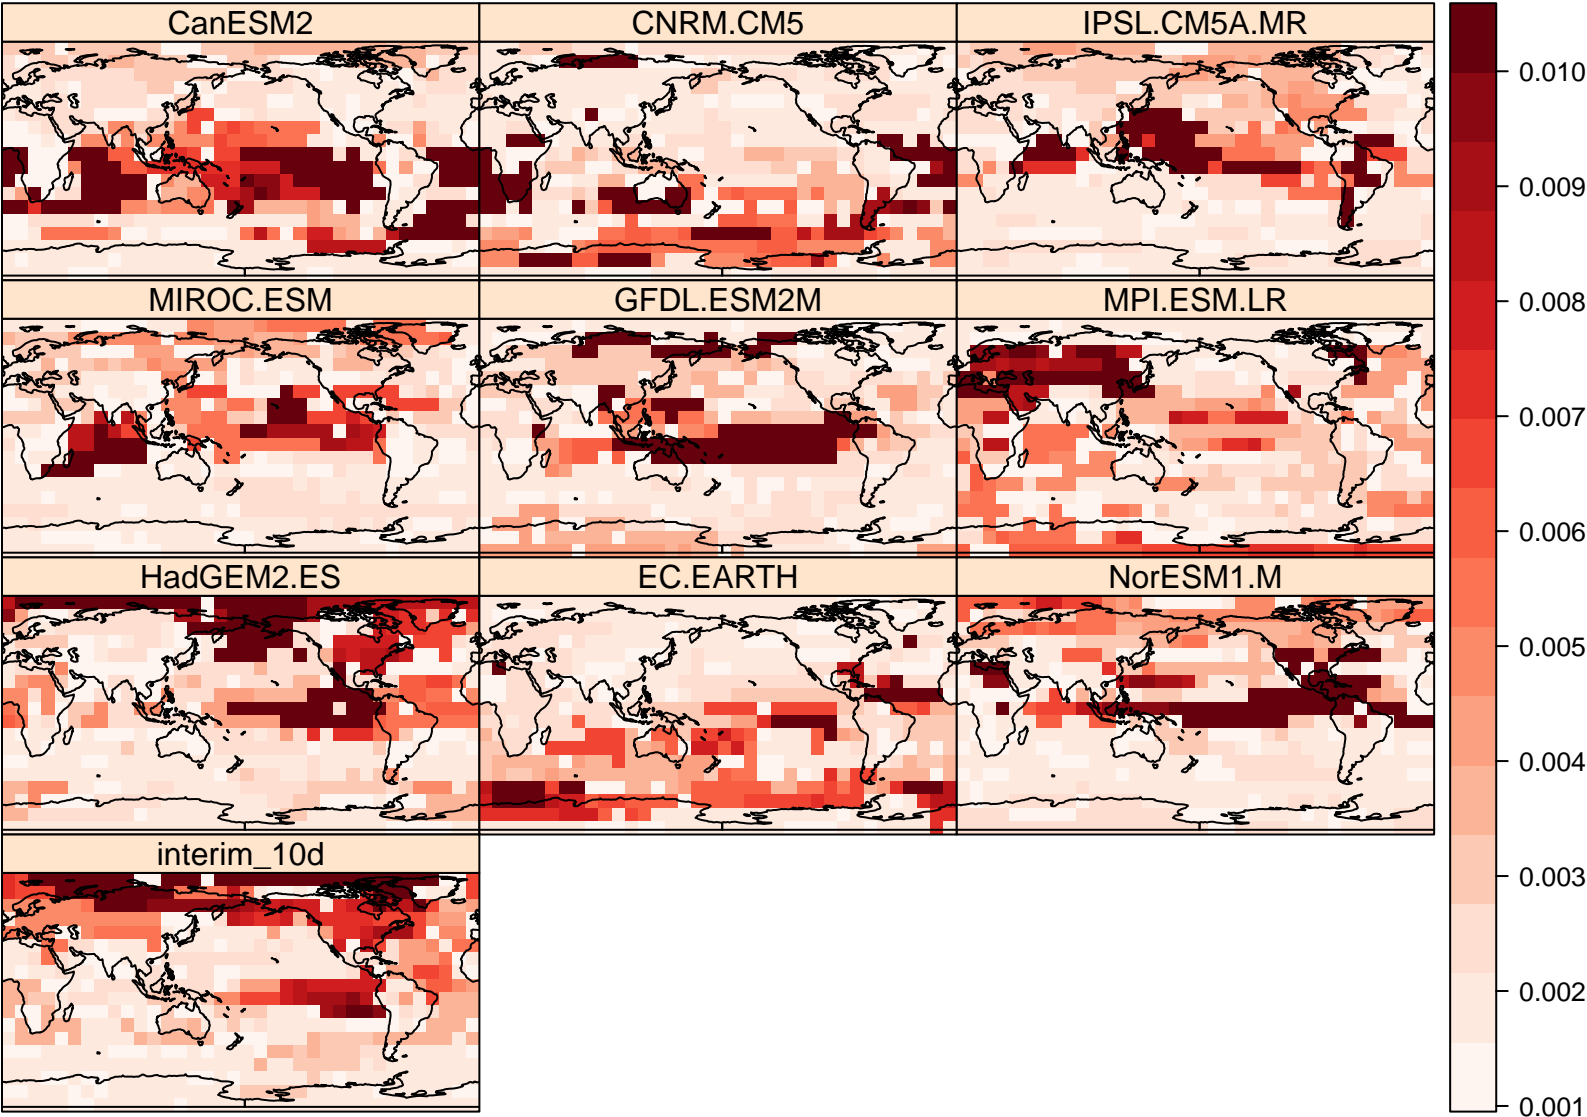 CanESM2
CNRM.CM5
IPSL.CM5A.MR
MIROC.ESM
GFDL.ESM2M
MPI.ESM.LR
HadGEM2.ES
EC.EARTH
NorESM1.M
interim_10d
0.010
0.009
0.008
0.007
0.006
0.005
0.004
0.003
0.002
0.001